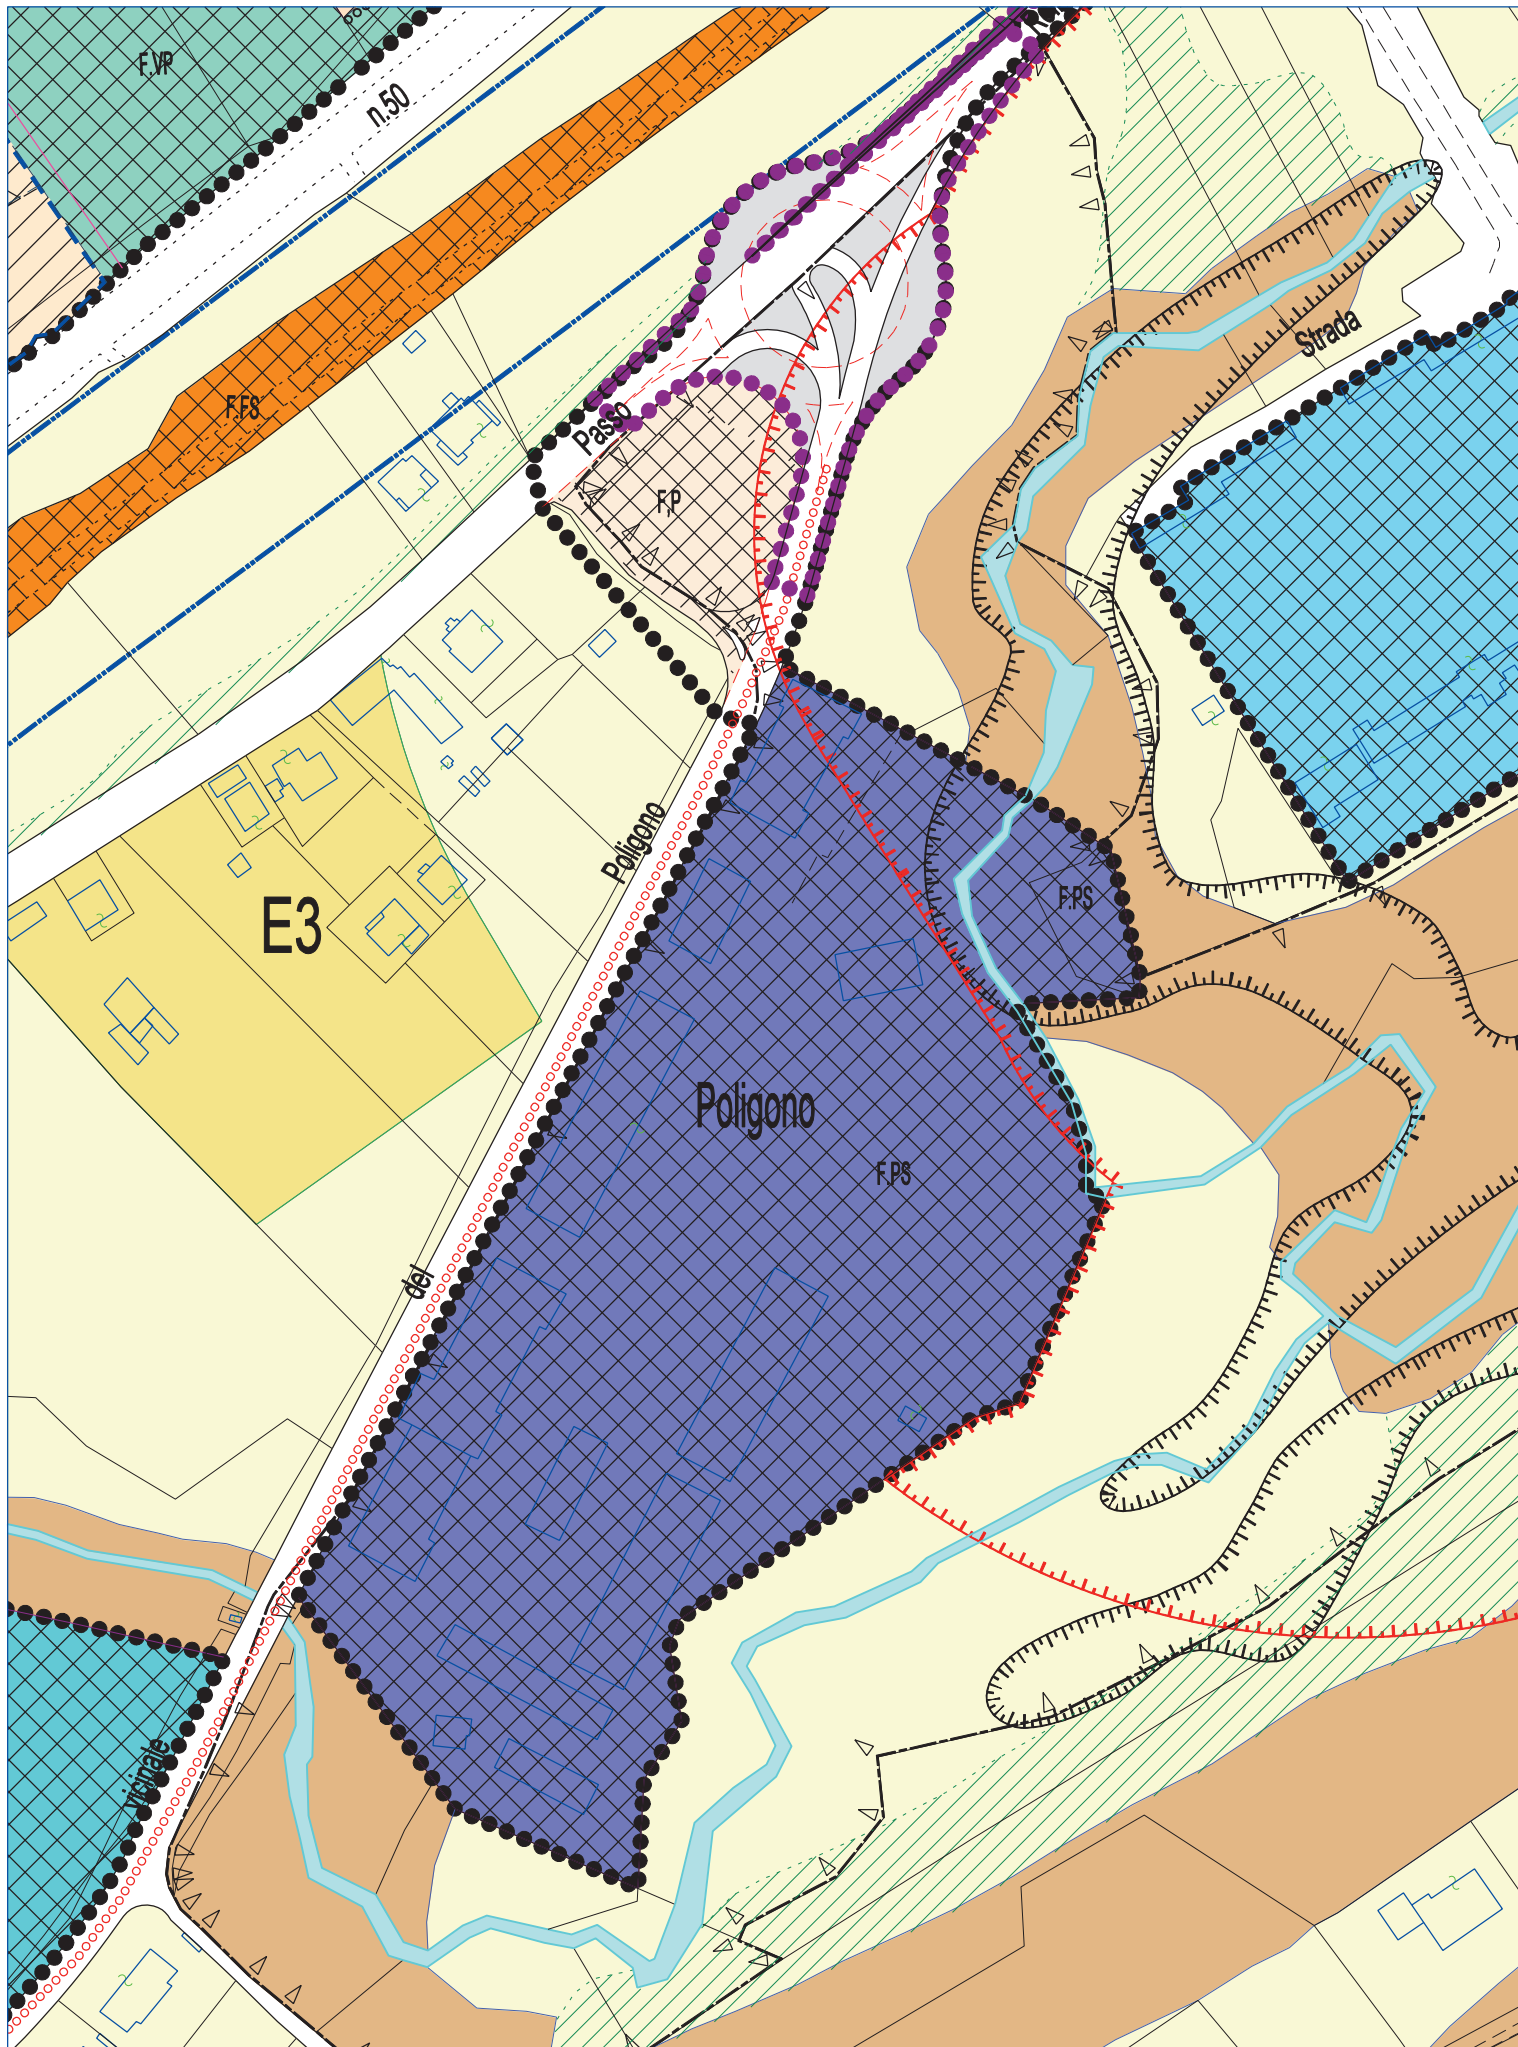 F.VP
n.50
Strada
F.FS
Passo
F.P
Poligono
F.PS
E3
Poligono
F.PS
del
vicinale